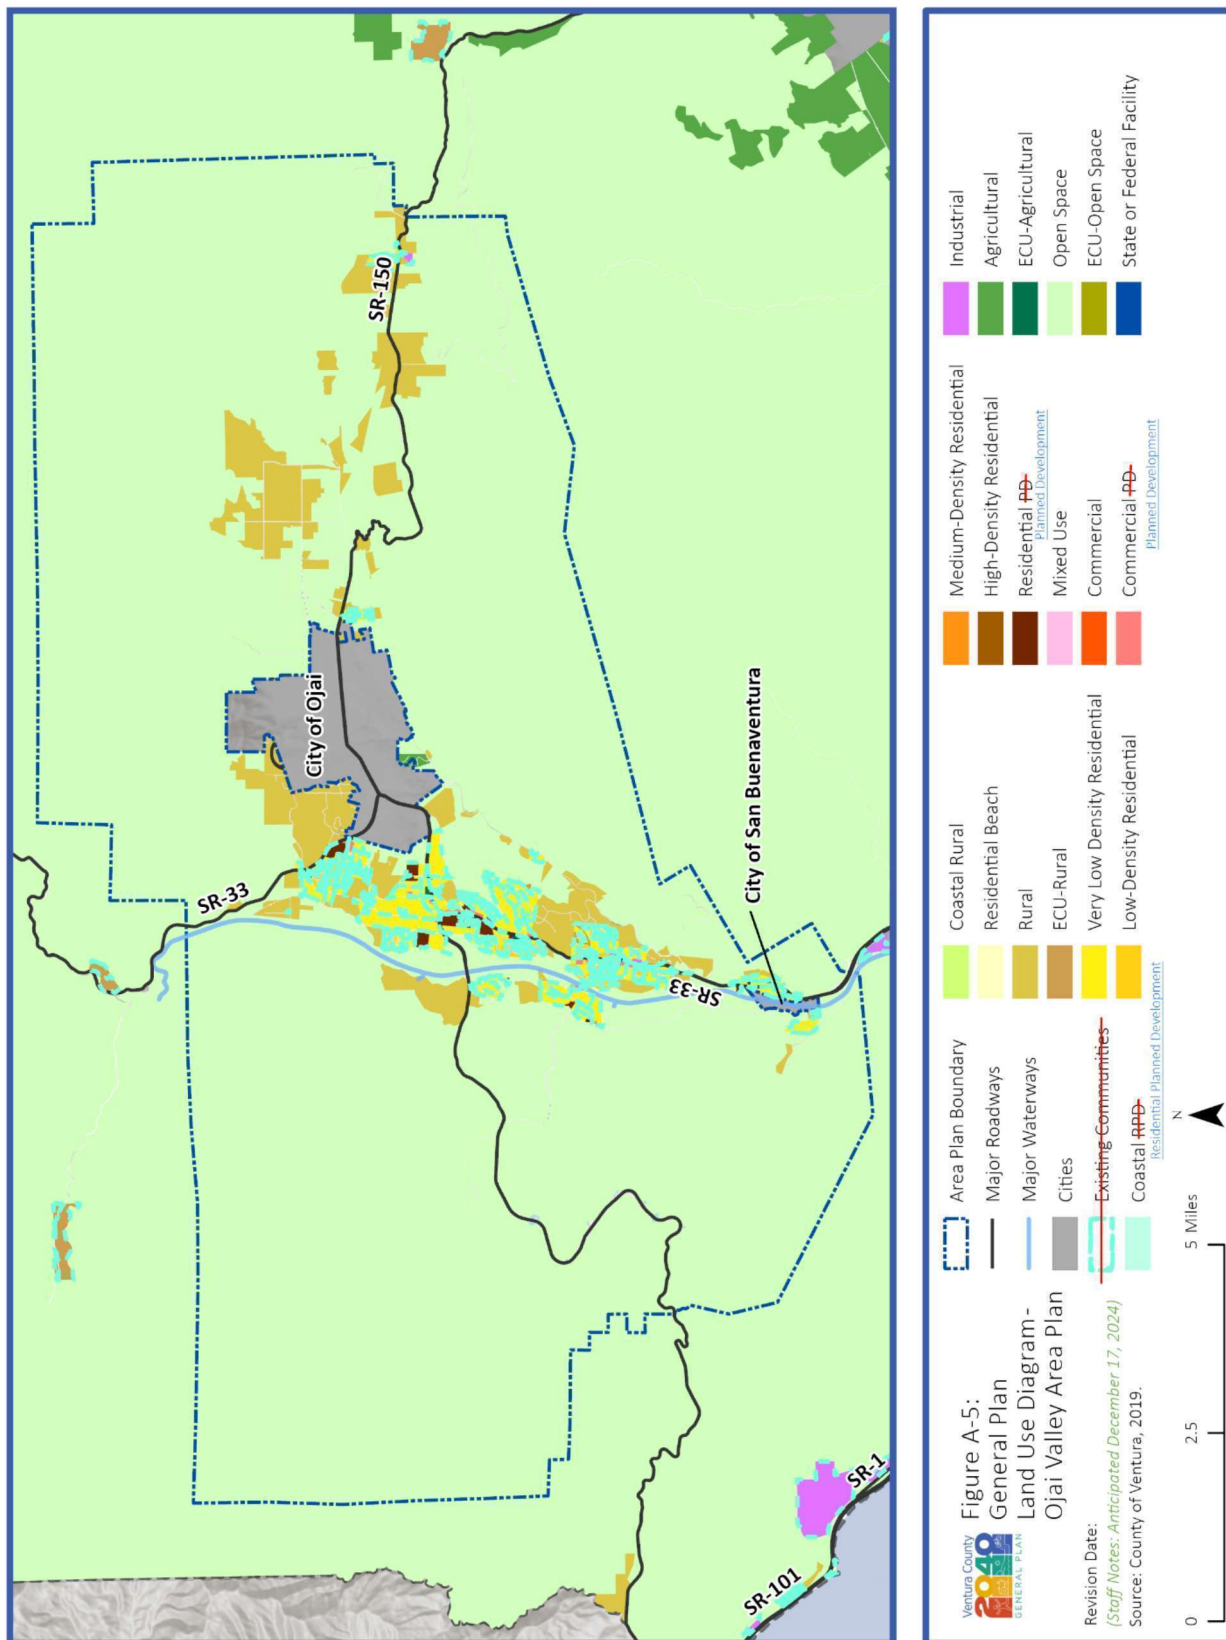 SR-33
City of Ojai
SR-150
SR-33
City of San Buenaventura
SR-101
SR-1
Ventura County
2040
GENERAL PLAN
Figure A-5:
General Plan
Land Use Diagram -
Ojai Valley Area Plan
Revision Date:
(Staff Notes: Anticipated December 17, 2024)
Source: County of Ventura, 2019.
0 2.5 5 Miles
N
Area Plan Boundary
Major Roadways
Major Waterways
Cities
Existing Communities
Coastal RPD
Residential Planned Development
Coastal Rural
Residential Beach
Rural
ECU-Rural
Very Low Density Residential
Low-Density Residential
Medium-Density Residential
High-Density Residential
Residential PD
Planned Development
Mixed Use
Commercial
Commercial PD
Planned Development
Industrial
Agricultural
ECU-Agricultural
Open Space
ECU-Open Space
State or Federal Facility